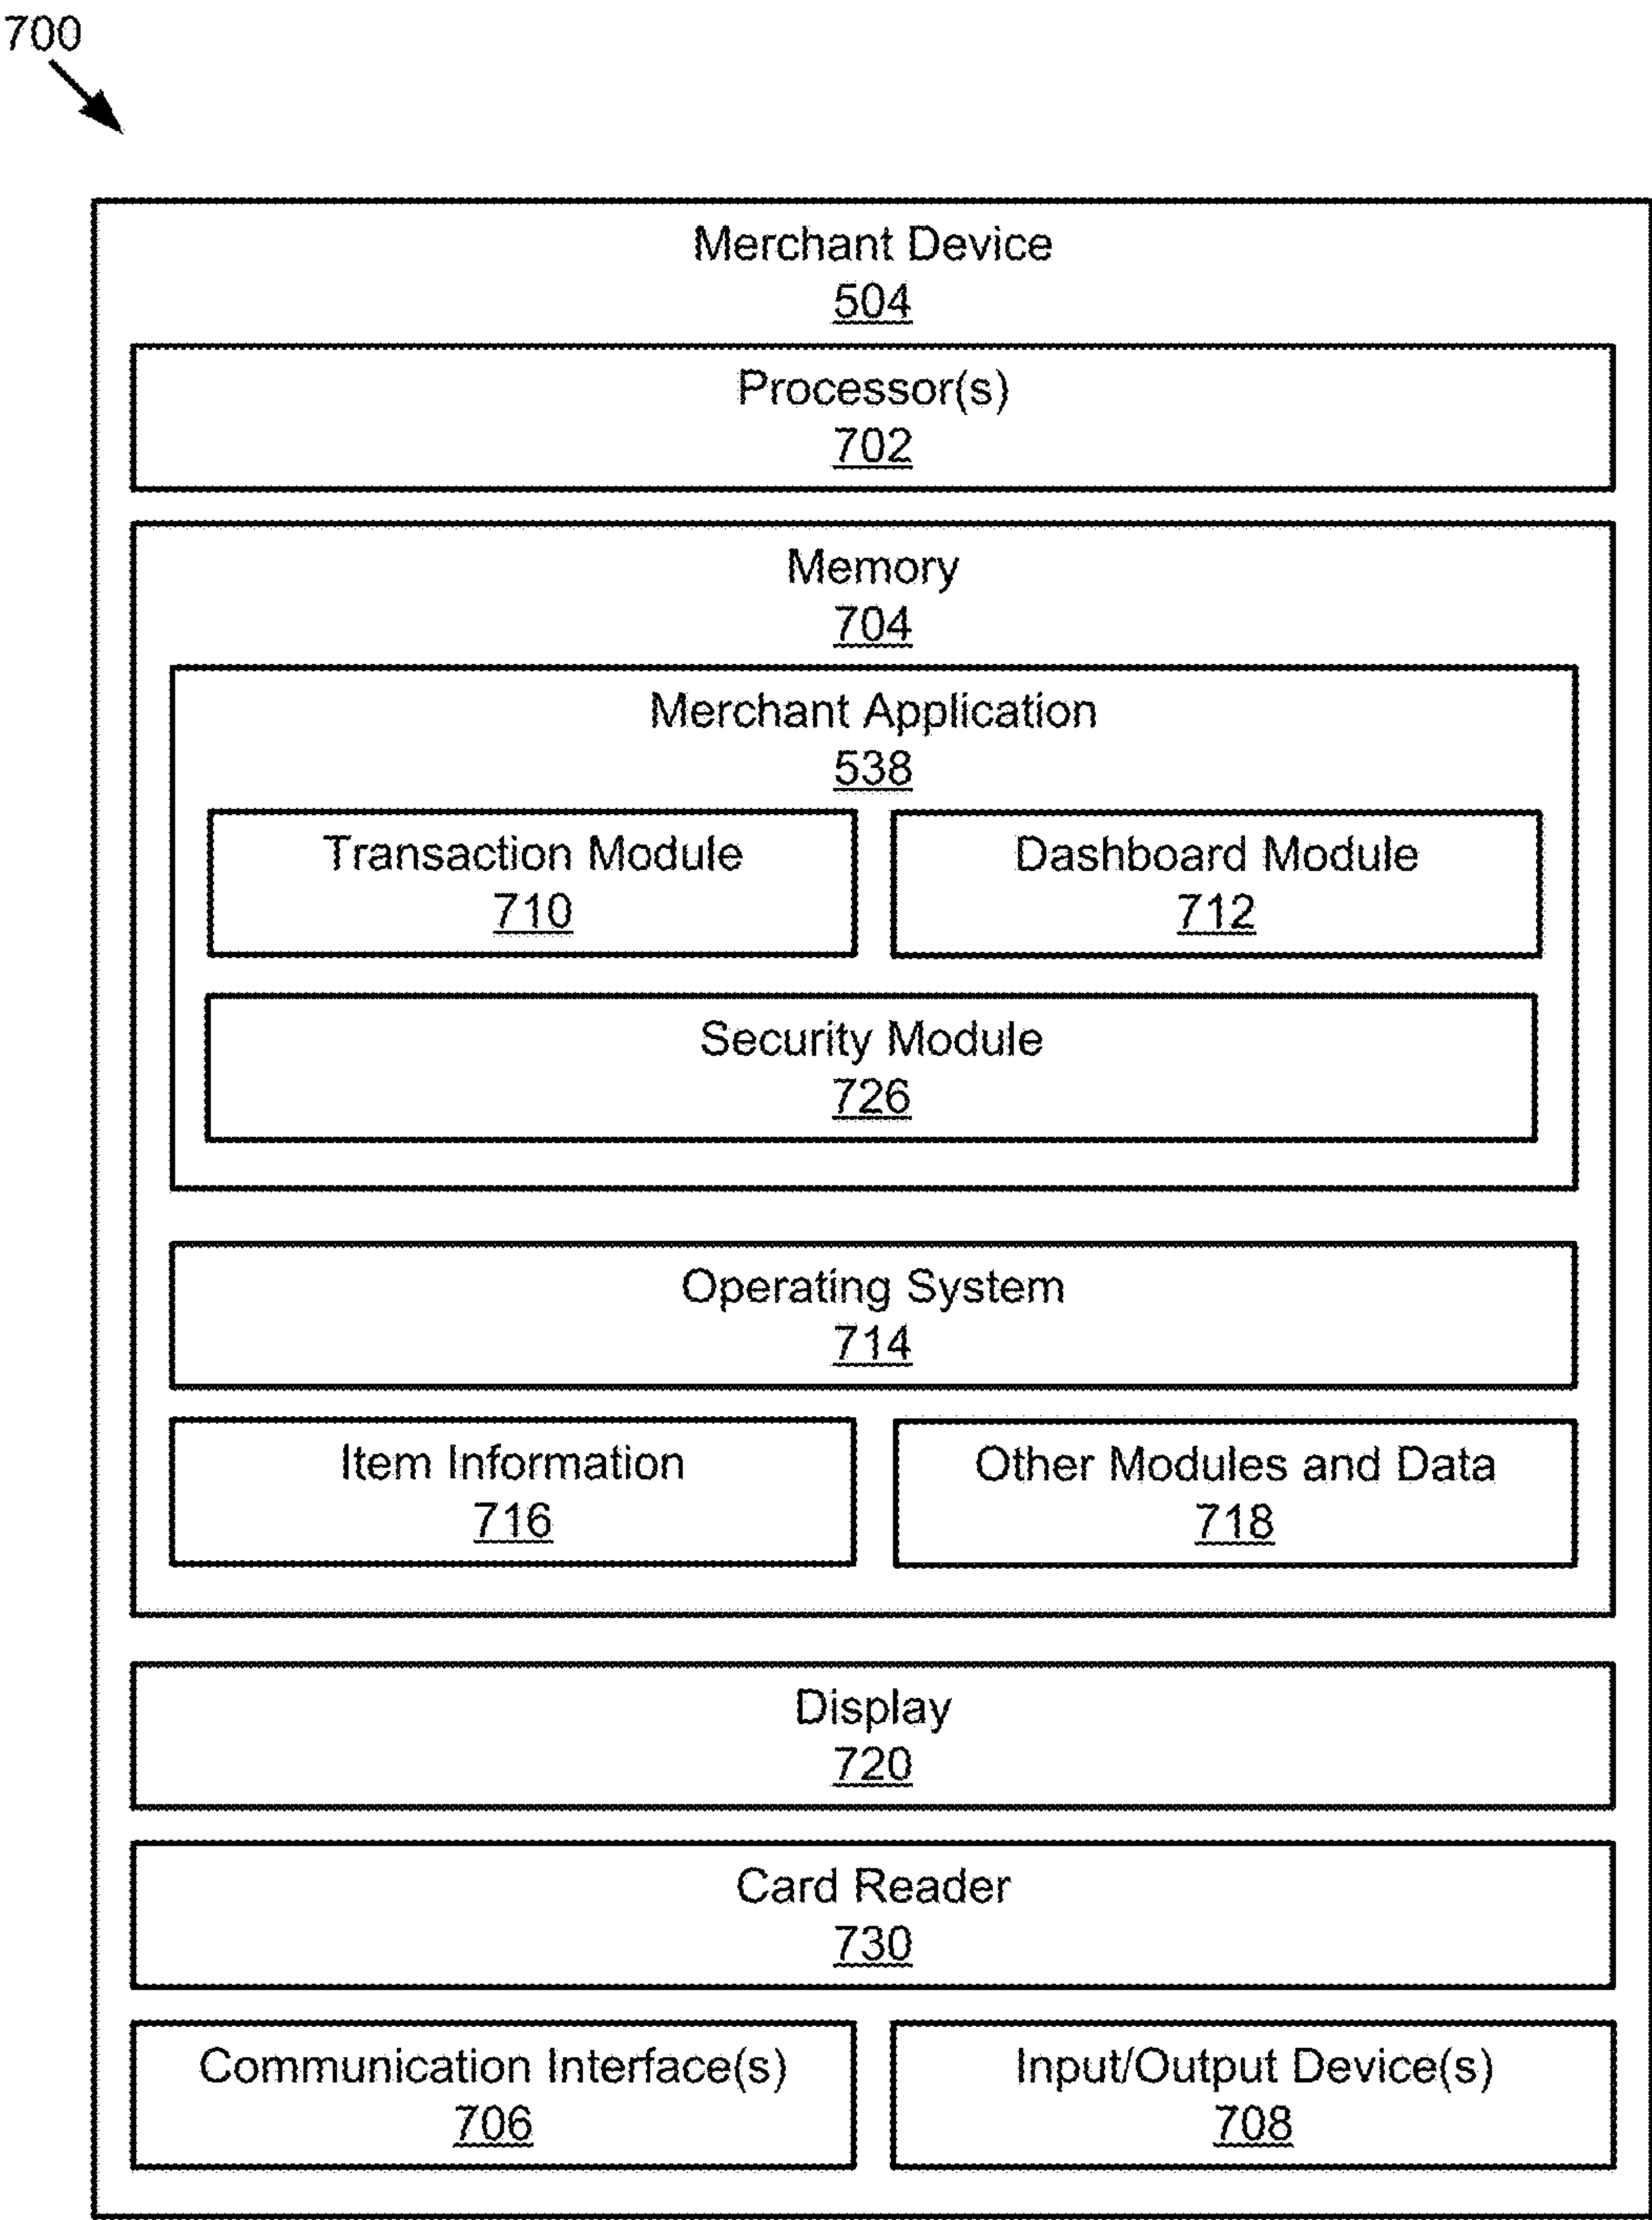 700
Merchant Device
504
Processor(s)
702
Memory
704
Merchant Application
538
Transaction Module
710
Dashboard Module
712
Security Module
726
Operating System
714
Item Information
716
Other Modules and Data
718
Display
720
Card Reader
730
Communication Interface(s)
706
Input/Output Device(s)
708